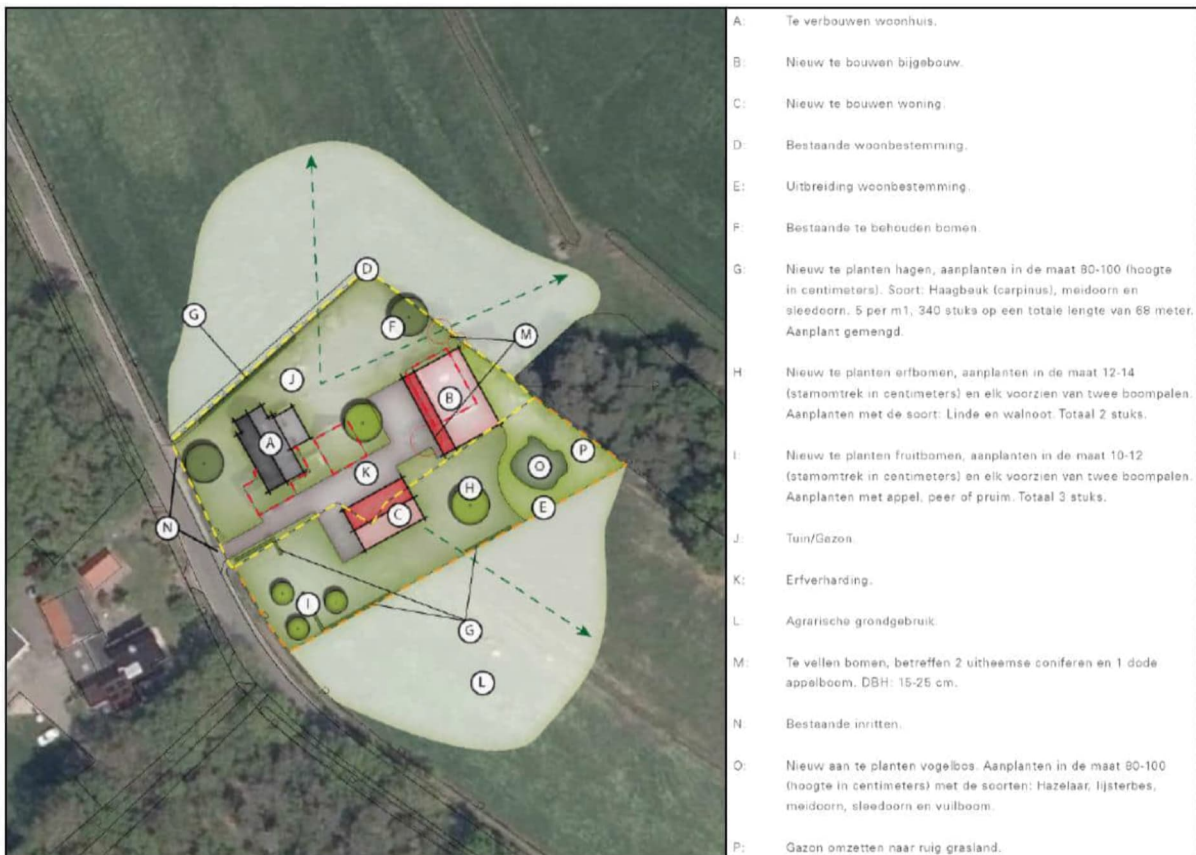 A: Te verbouwen woonhuis.
B: Nieuw te bouwen bijgebouw.
C: Nieuw te bouwen woning.
D: Bestaande woonbestemming.
E: Uitbreiding woonbestemming.
F: Bestaande te behouden bomen.
G: Nieuw te planten hagen, aanplanten in de maat 80-100 (hoogte
in centimeters). Soort: Haagbeuk (carpinus), meidoorn en
sleedoorn. 5 per m1, 340 stuks op een totale lengte van 68 meter.
Aanplant gemengd.
H: Nieuw te planten erfbomen, aanplanten in de maat 12-14
(stamomtrek in centimeters) en elk voorzien van twee boompalen.
Aanplanten met de soort: Linde en walnoot. Totaal 2 stuks.
I: Nieuw te planten fruitbomen, aanplanten in de maat 10-12
(stamomtrek in centimeters) en elk voorzien van twee boompalen.
Aanplanten met appel, peer of pruim. Totaal 3 stuks.
J: Tuin/Gazon.
K: Erfverharding.
L: Agrarische grondgebruik.
M: Te vellen bomen, betreffen 2 uitheemse coniferen en 1 dode
appelboom. DBH: 15-25 cm.
N: Bestaande inritten.
O: Nieuw aan te planten vogelbos. Aanplanten in de maat 80-100
(hoogte in centimeters) met de soorten: Hazelaar, lijsterbes,
meidoorn, sleedoorn en vuilboom.
P: Gazon omzetten naar ruig grasland.
D
G
F
M
J
B
A
P
K
O
H
E
C
N
I
G
L